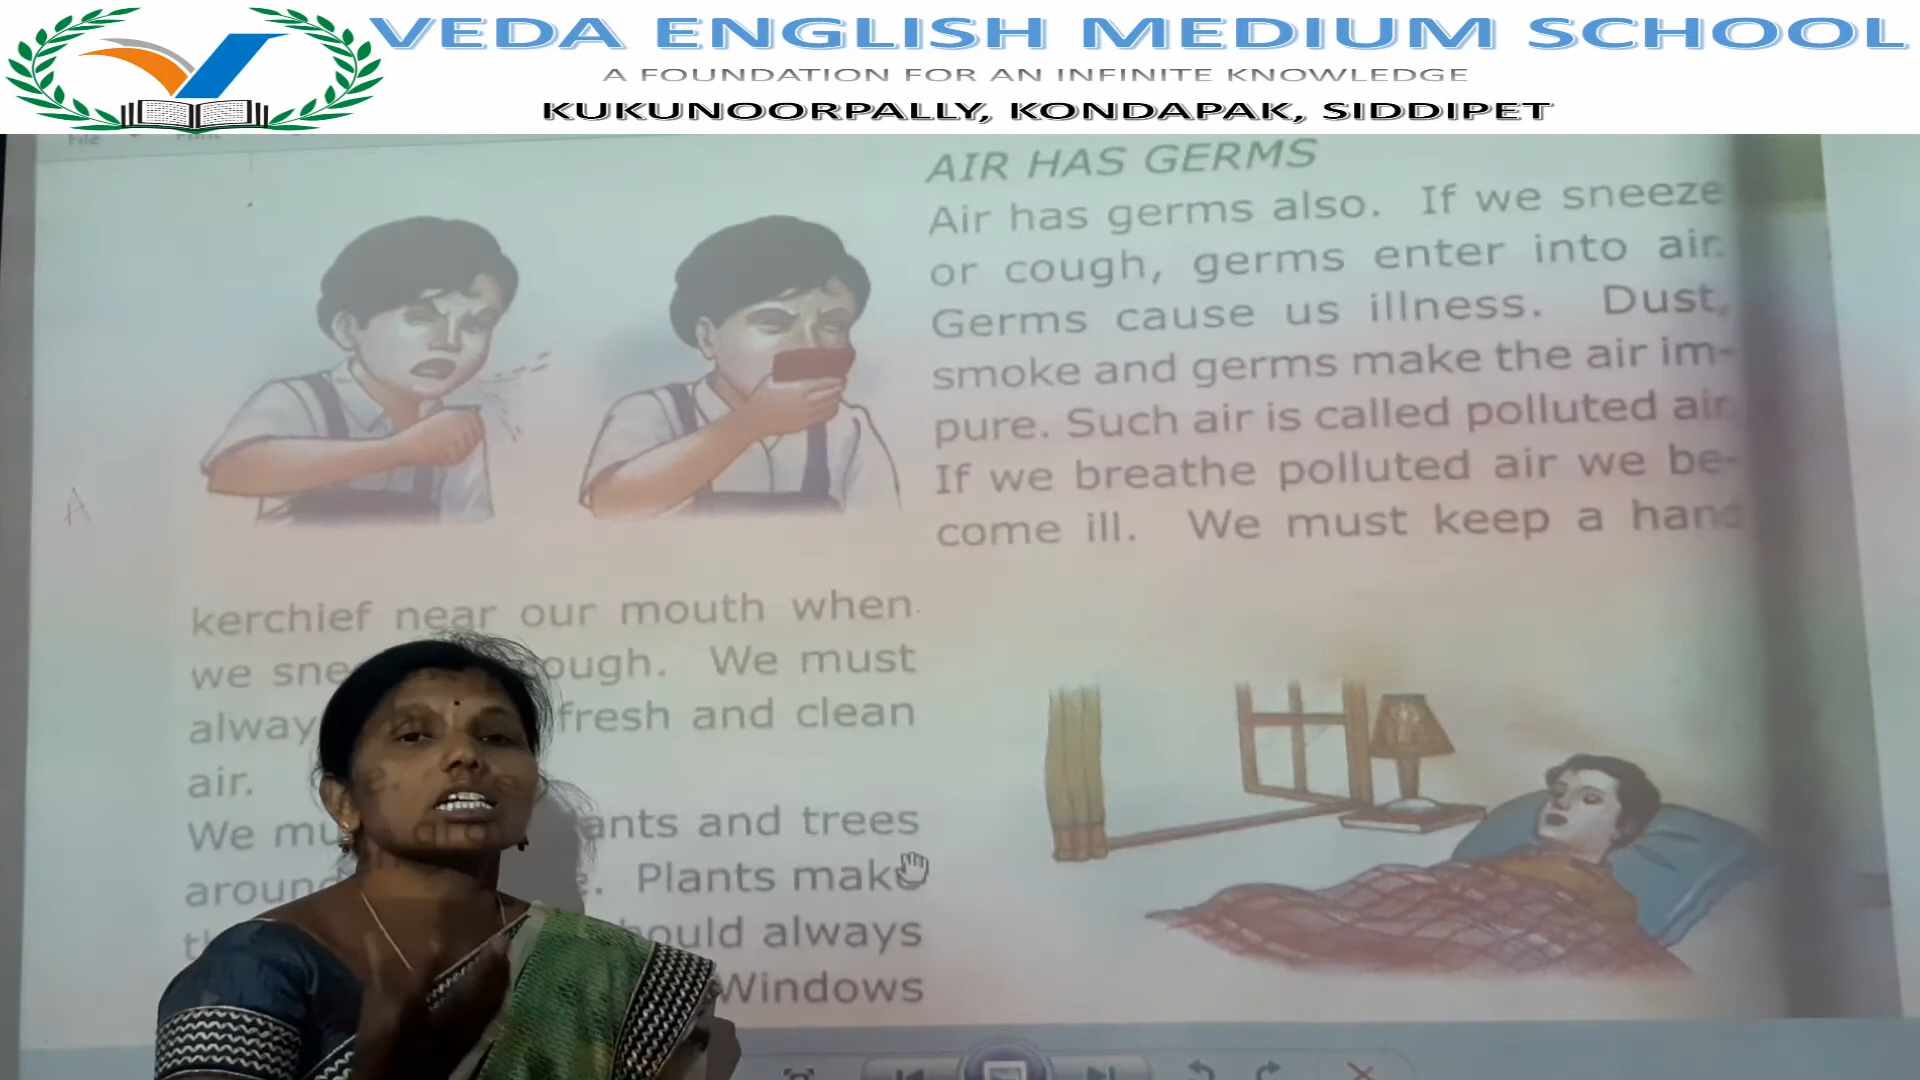 VEDA ENGLISH MEDIUM SCHOOL
A FOUNDATION FOR AN INFINITE KNOWLEDGE
KUKUNOORPALLY, KONDAPAK, SIDDIPET
File
AIR HAS GERMS
Air has germs also. If we sneeze
or cough, germs enter into air.
Germs cause us illness. Dust,
smoke and germs make the air im-
pure. Such air is called polluted air
If we breathe polluted air we be-
come ill. We must keep a hand
A
kerchief near our mouth when
we sne ough. We must
alway fresh and clean
air.
We mu ants and trees
around e. Plants make
ould always
Windows